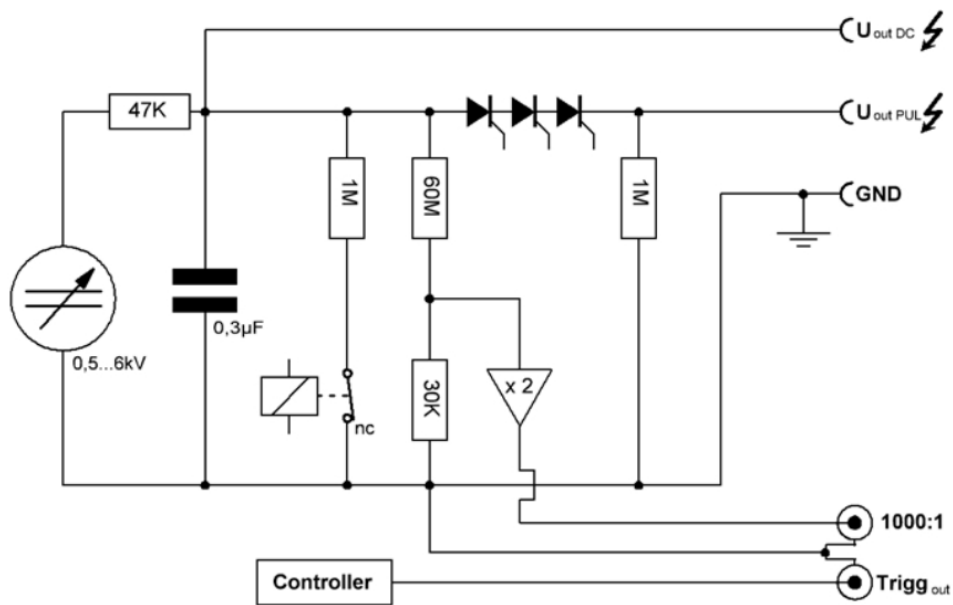 U out DC
47K
U out PUL
1M
60M
1M
GND
0,3µF
0,5...6kV
30K
x 2
nc
1000:1
Controller
Trigg out